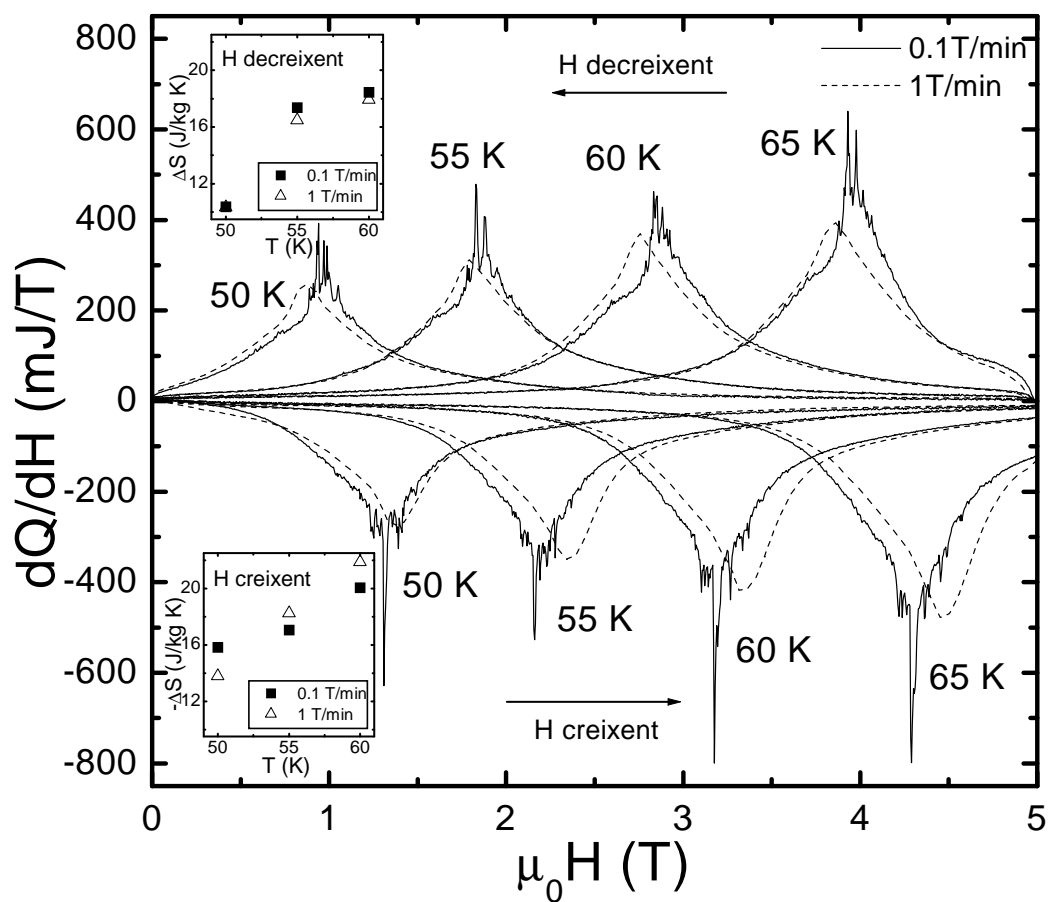 800
600
400
200
0
-200
-400
-600
-800
dQ/dH (mJ/T)
0
1
2
3
4
5
μ₀H (T)
0.1T/min
1T/min
H decreixent
50 K
55 K
60 K
65 K
50 K
55 K
60 K
65 K
H creixent
H decreixent
ΔS (J/kg K)
20
16
12
0.1 T/min
1 T/min
50
55
60
T (K)
H creixent
-ΔS (J/kg K)
20
16
12
0.1 T/min
1 T/min
50
55
60
T (K)